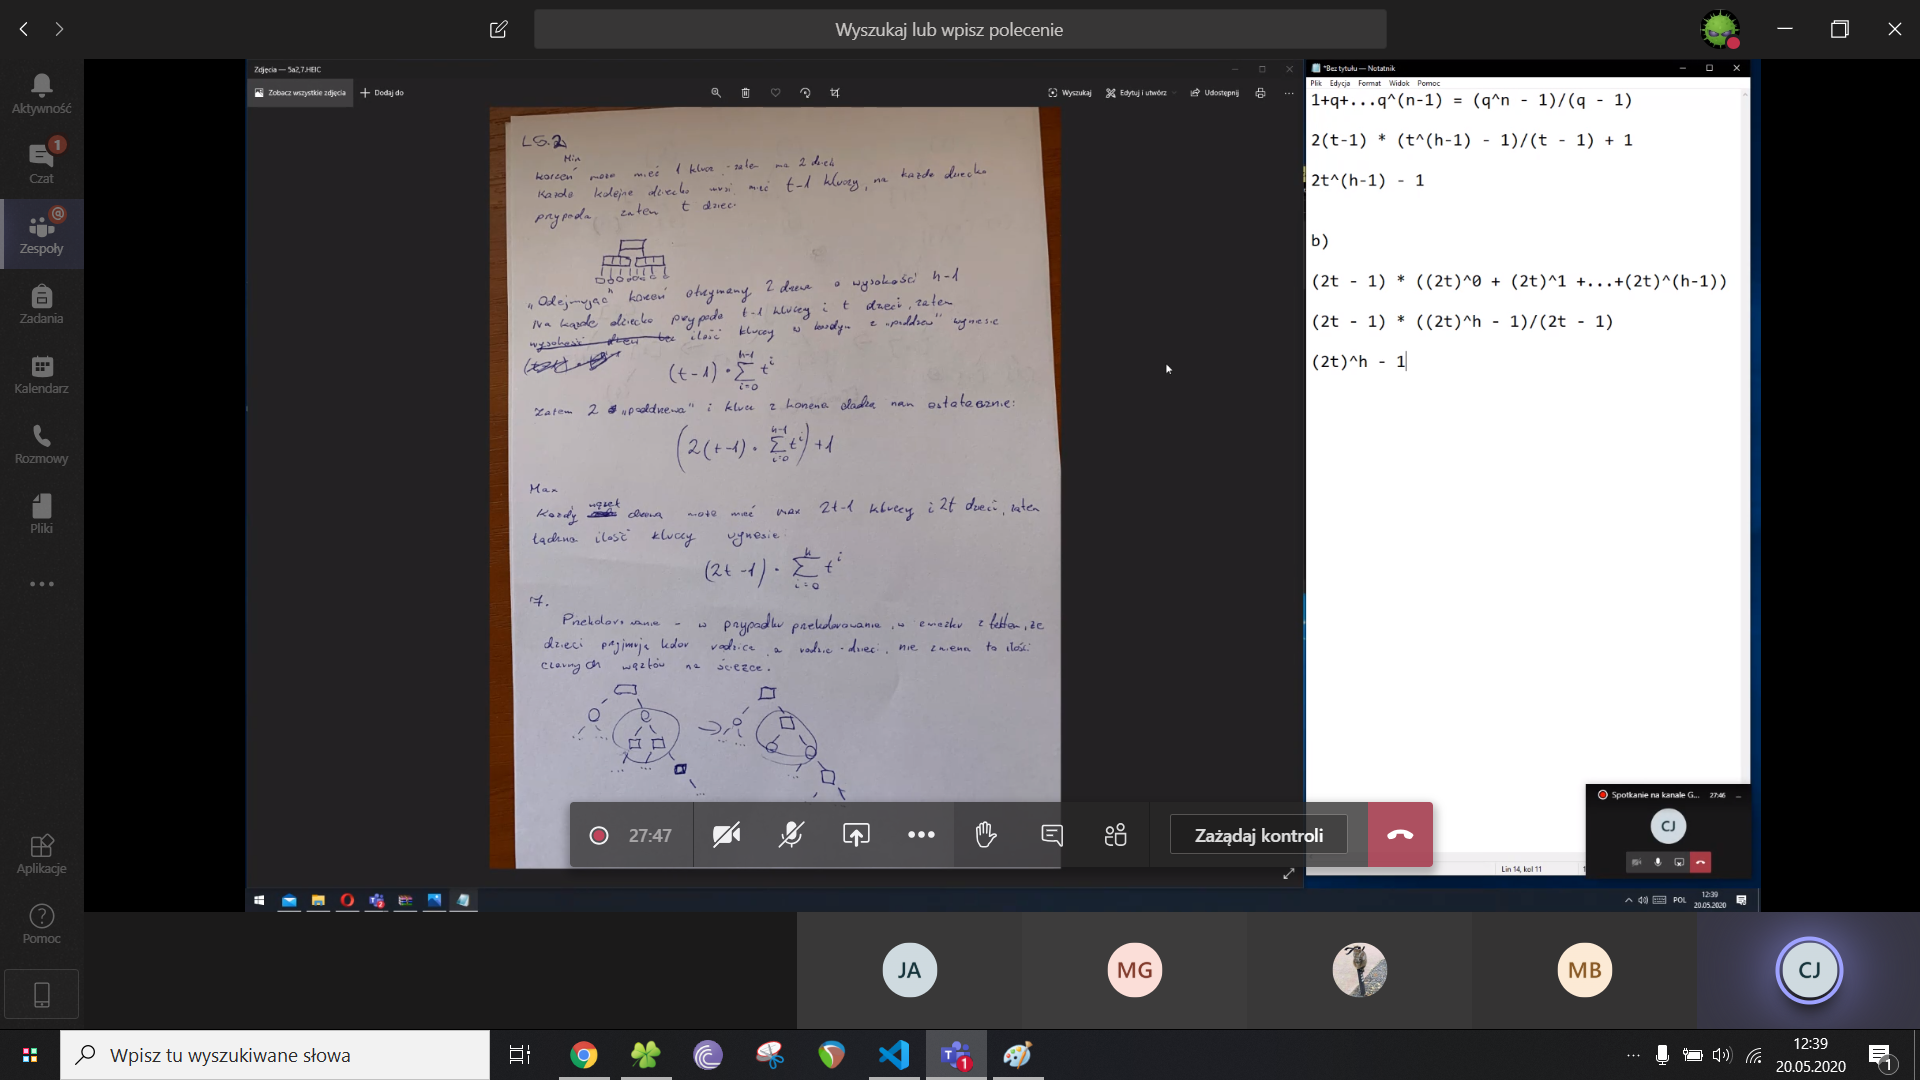 Wyszukaj lub wpisz polecenie
Aktywność
Czat
1
Zespoły
Zadania
Kalendarz
Rozmowy
Pliki
Aplikacje
Pomoc
Zdjęcia — 5a2,7.HEIC
Zobacz wszystkie zdjęcia
Dodaj do
Wyszukaj
Edytuj i utwórz
Udostępnij
L5.2
Min
korzeń może mieć 1 klucz, zatem ma 2 dzieci
Każde kolejne dziecko musi mieć t-1 kluczy, na każde dziecko
przypada zatem t dzieci
„Odejmując" korzeń otrzymamy 2 drzewa o wysokości h-1
Na każde dziecko przypada t-1 kluczy i t dzieci, zatem
ilość kluczy w każdym z „poddrzew" wyniesie
(t-1) · h-1 ∑ i=0 t^i
Zatem 2 „poddrzewa" i klucz z korzenia dadzą nam ostatecznie:
(2(t-1) · h-1 ∑ i=0 t^i) +1
Max
Każdy węzeł drzewa może mieć max 2t-1 kluczy i 2t dzieci, zatem
łączna ilość kluczy wyniesie:
(2t-1) · h ∑ i=0 t^i
7.
Przekolorowanie - w przypadku przekolorowania, w związku z faktem, że
dzieci przyjmują kolor rodzica, a rodzic - dzieci, nie zmienia to ilości
czarnych węzłów na ścieżce.
*Bez tytułu — Notatnik
Plik Edycja Format Widok Pomoc
1+q+...q^(n-1) = (q^n - 1)/(q - 1)
2(t-1) * (t^(h-1) - 1)/(t - 1) + 1
2t^(h-1) - 1
b)
(2t - 1) * ((2t)^0 + (2t)^1 +...+(2t)^(h-1))
(2t - 1) * ((2t)^h - 1)/(2t - 1)
(2t)^h - 1
Lin 14, kol 11
Spotkanie na kanale G...
27:46
CJ
27:47
Zażądaj kontroli
POL
12:39
20.05.2020
JA
MG
MB
CJ
Wpisz tu wyszukiwane słowa
1
12:39
20.05.2020
1